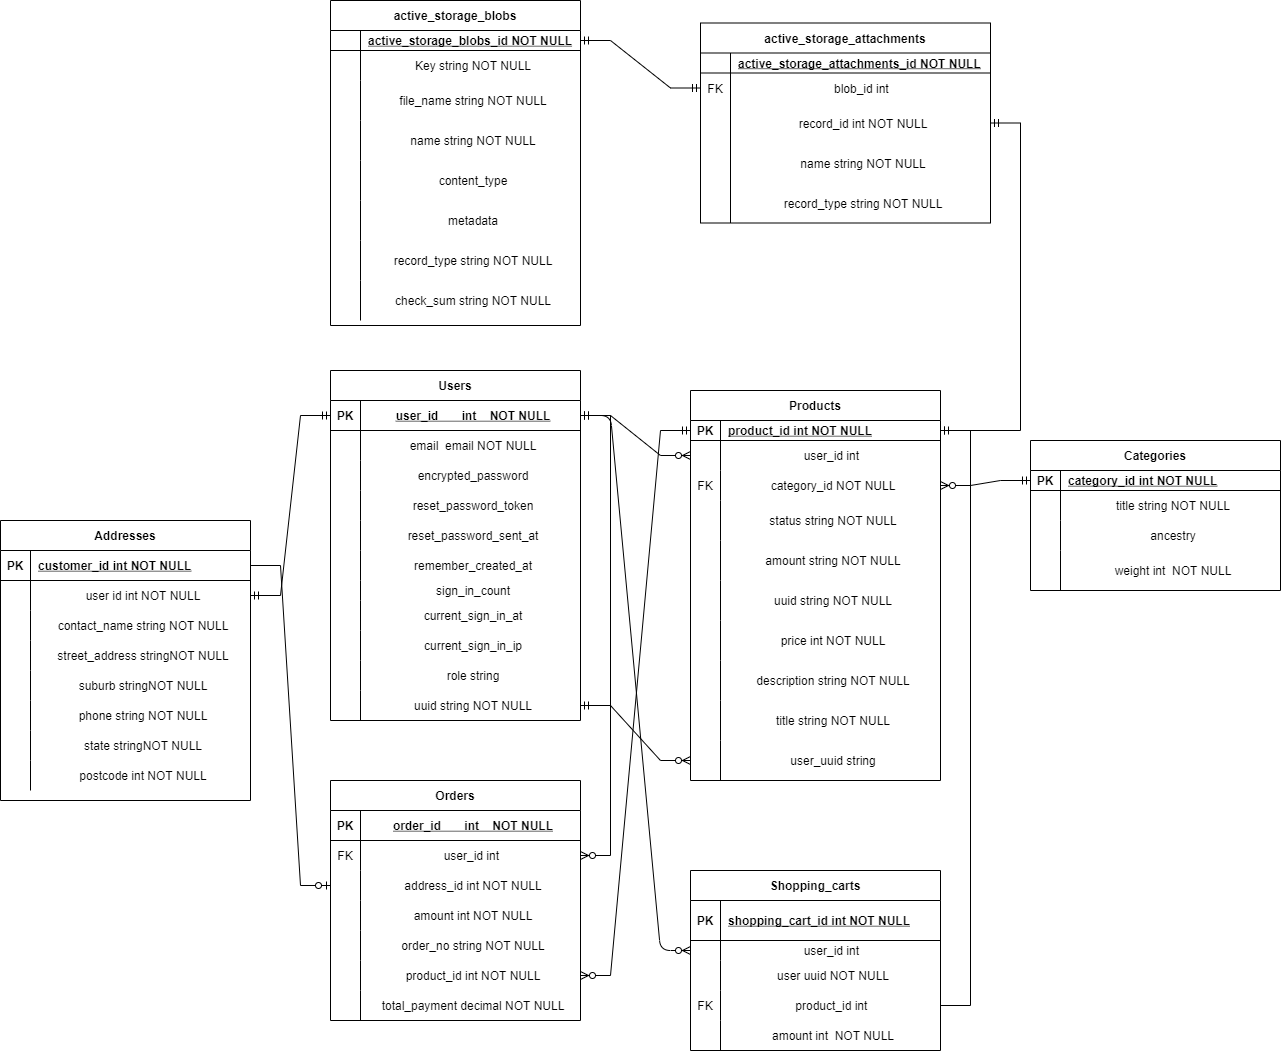 active_storage_blobs
active_storage_blobs_id NOT NULL
Key string NOT NULL
file_name string NOT NULL
name string NOT NULL
content_type
metadata
record_type string NOT NULL
check_sum string NOT NULL
active_storage_attachments
active_storage_attachments_id NOT NULL
FK blob_id int
record_id int NOT NULL
name string NOT NULL
record_type string NOT NULL
Users
PK user_id int NOT NULL
email email NOT NULL
encrypted_password
reset_password_token
reset_password_sent_at
remember_created_at
sign_in_count
current_sign_in_at
current_sign_in_ip
role string
uuid string NOT NULL
Products
PK product_id int NOT NULL
user_id int
FK category_id NOT NULL
status string NOT NULL
amount string NOT NULL
uuid string NOT NULL
price int NOT NULL
description string NOT NULL
title string NOT NULL
user_uuid string
Categories
PK category_id int NOT NULL
title string NOT NULL
ancestry
weight int NOT NULL
Addresses
PK customer_id int NOT NULL
user id int NOT NULL
contact_name string NOT NULL
street_address stringNOT NULL
suburb stringNOT NULL
phone string NOT NULL
state stringNOT NULL
postcode int NOT NULL
Orders
PK order_id int NOT NULL
FK user_id int
address_id int NOT NULL
amount int NOT NULL
order_no string NOT NULL
product_id int NOT NULL
total_payment decimal NOT NULL
Shopping_carts
PK shopping_cart_id int NOT NULL
user_id int
user uuid NOT NULL
FK product_id int
amount int NOT NULL